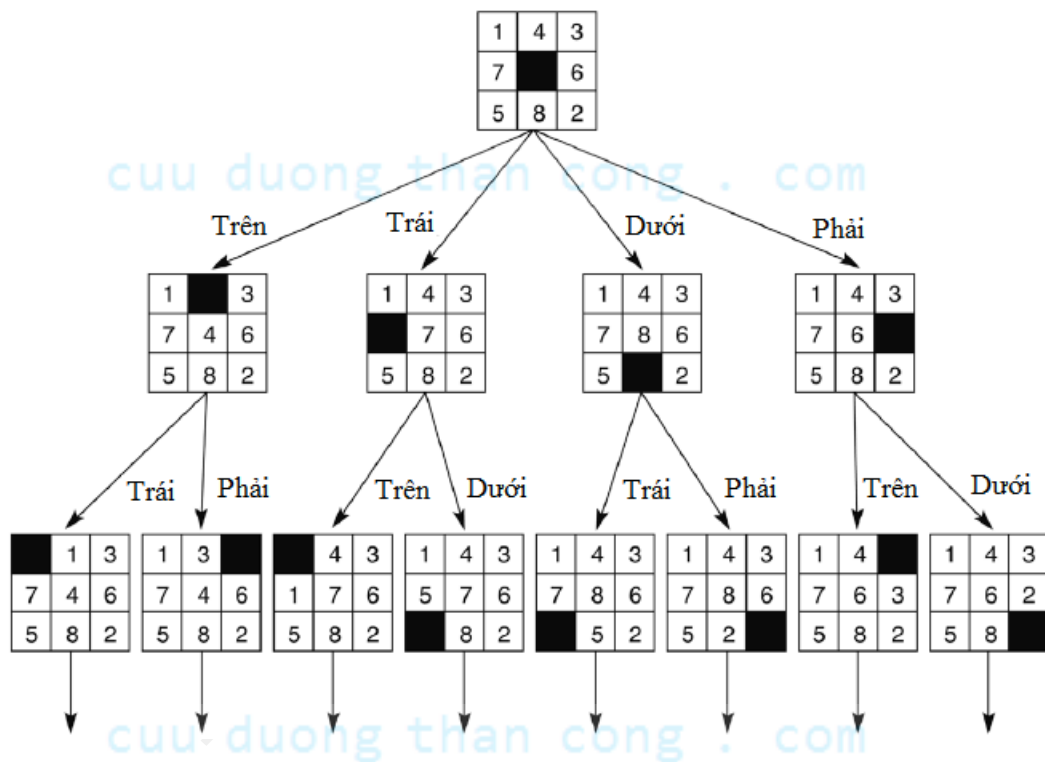 1 4 3
7 6
5 8 2
cuu duong than cong . com
Trên Trái Dưới Phải
1 3 1 4 3 1 4 3 1 4 3
7 4 6 7 6 7 8 6 7 6
5 8 2 5 8 2 5 2 5 8 2
Trái Phải Trên Dưới Trái Phải Trên Dưới
1 3 1 3 4 3 1 4 3 1 4 3 1 4 3 1 4 1 4 3
7 4 6 7 4 6 1 7 6 5 7 6 7 8 6 7 8 6 7 6 3 7 6 2
5 8 2 5 8 2 5 8 2 8 2 5 2 5 2 5 8 2 5 8
cuu duong than cong . com